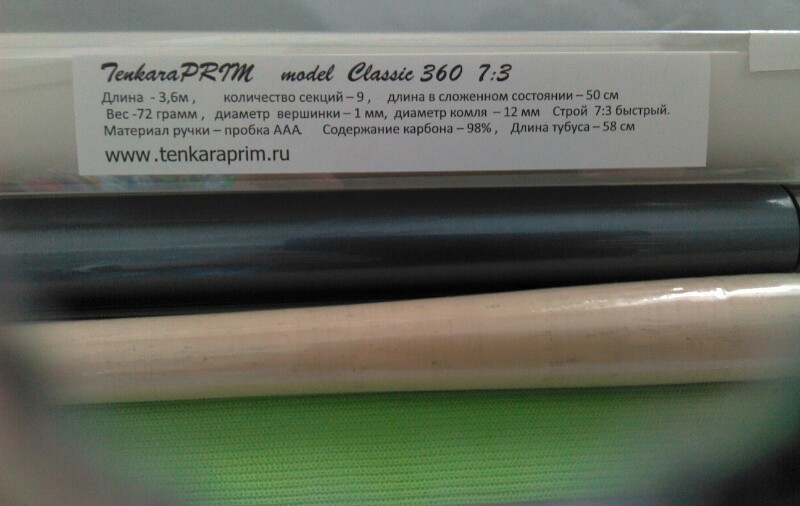 TenkaraPRIM model Classic 360 7:3
Длина - 3,6м , количество секций – 9 , длина в сложенном состоянии – 50 см
Вес -72 грамм , диаметр вершинки – 1 мм, диаметр комля – 12 мм Строй 7:3 быстрый.
Материал ручки – пробка ААА. Содержание карбона – 98% , Длина тубуса – 58 см
www.tenkaraprim.ru